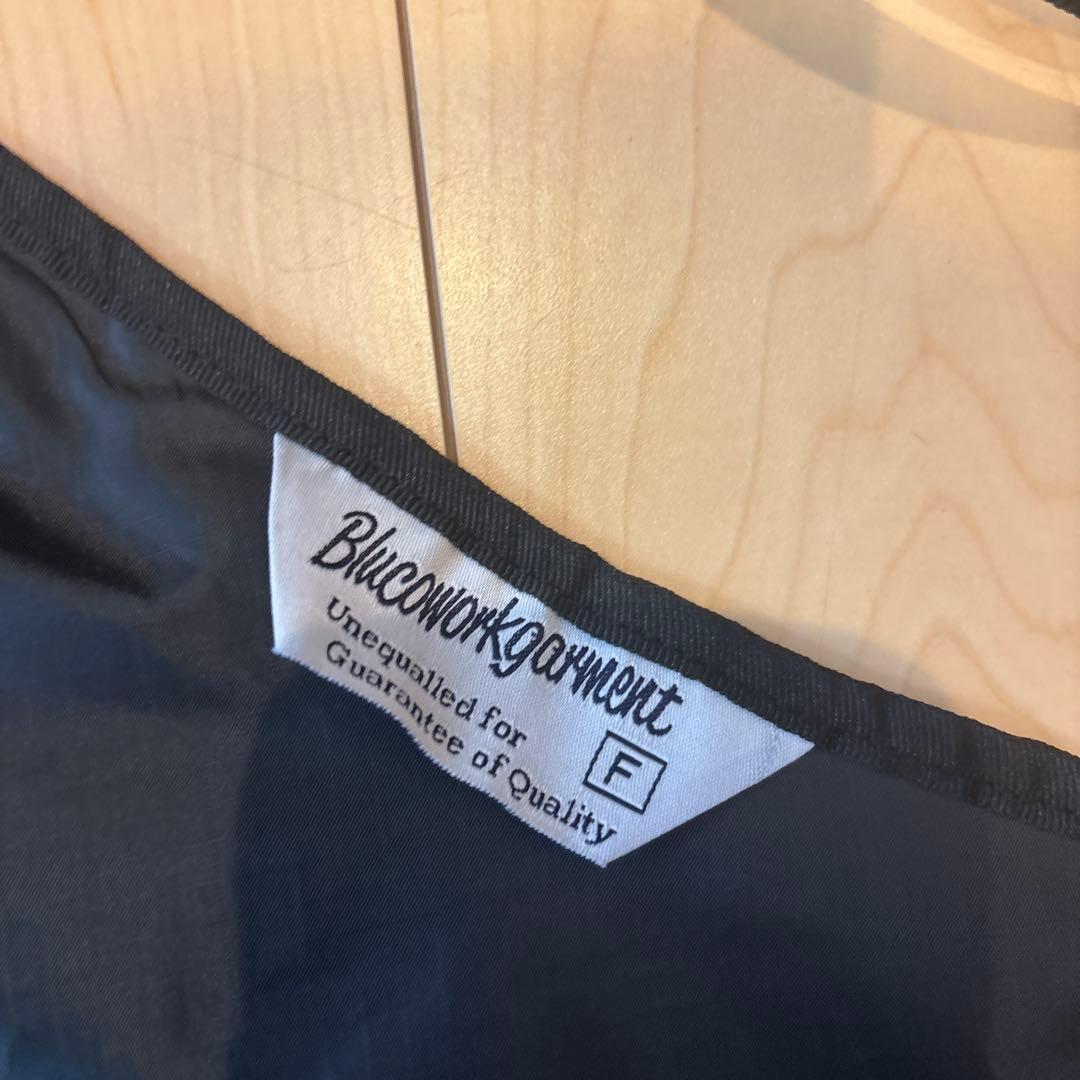 Blucoworkgarment
Unequalled for
Guarantee of Quality
F